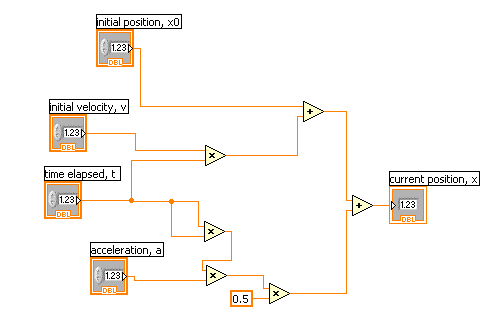 initial position, x0
1.23
DBL
initial velocity, v
1.23
DBL
time elapsed, t
1.23
DBL
acceleration, a
1.23
DBL
+
×
×
×
0.5
×
+
current position, x
1.23
DBL